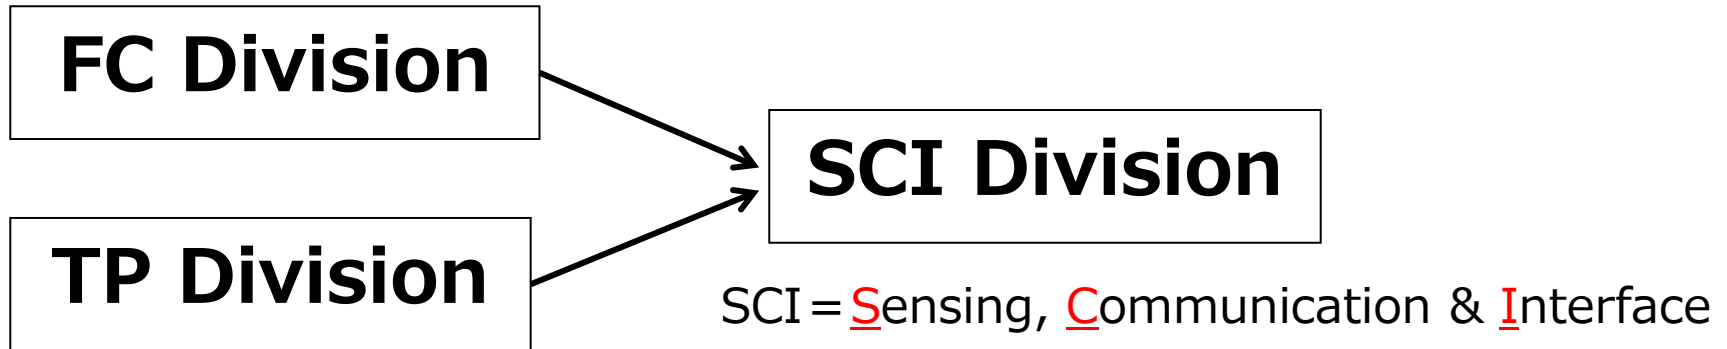 FC Division
TP Division
SCI Division
SCI=Sensing, Communication & Interface